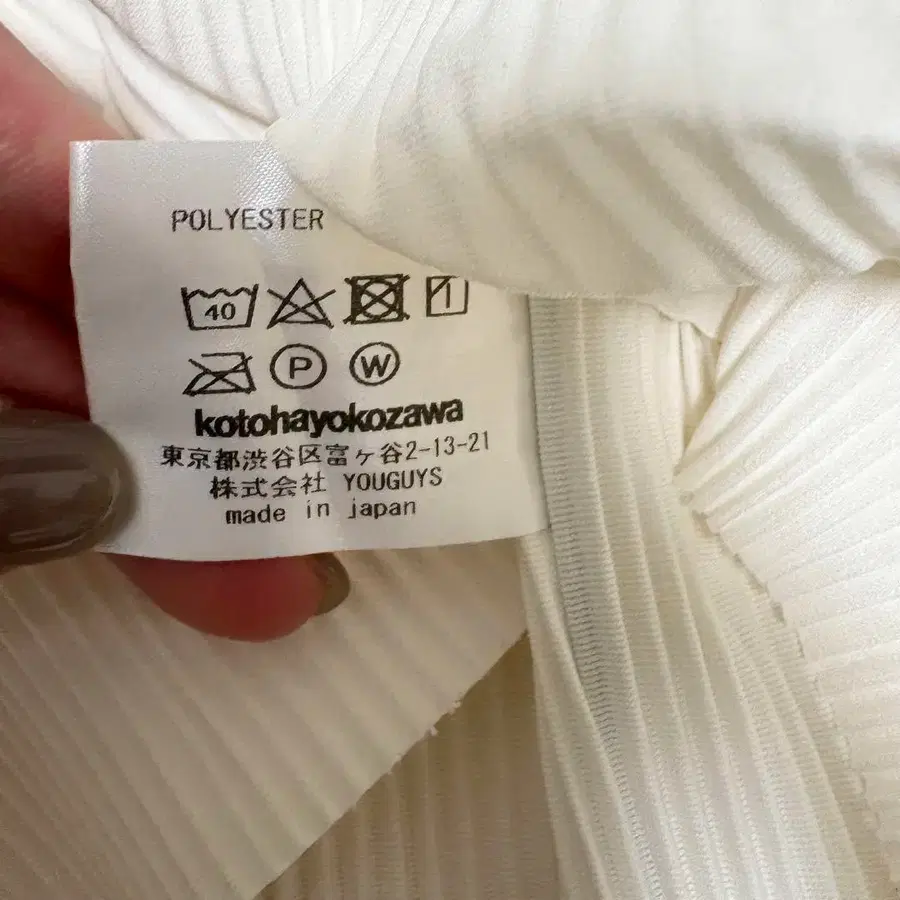 POLYESTER
40
P W
kotohayokozawa
東京都渋谷区富ヶ谷2-13-21
株式会社 YOUGUYS
made in japan